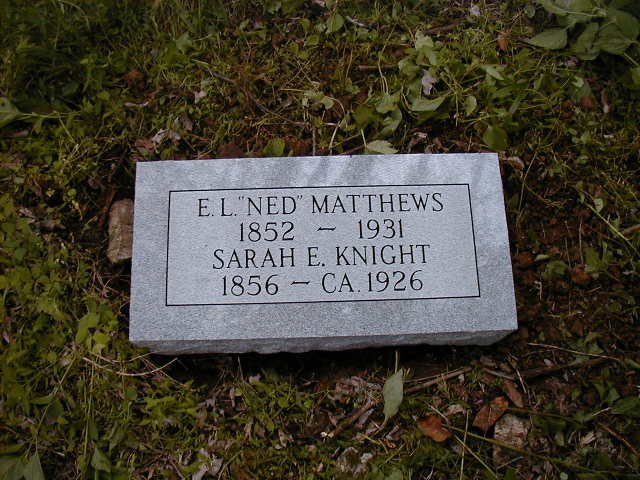 E. L. "NED" MATTHEWS
1852 – 1931
SARAH E. KNIGHT
1856 – CA. 1926